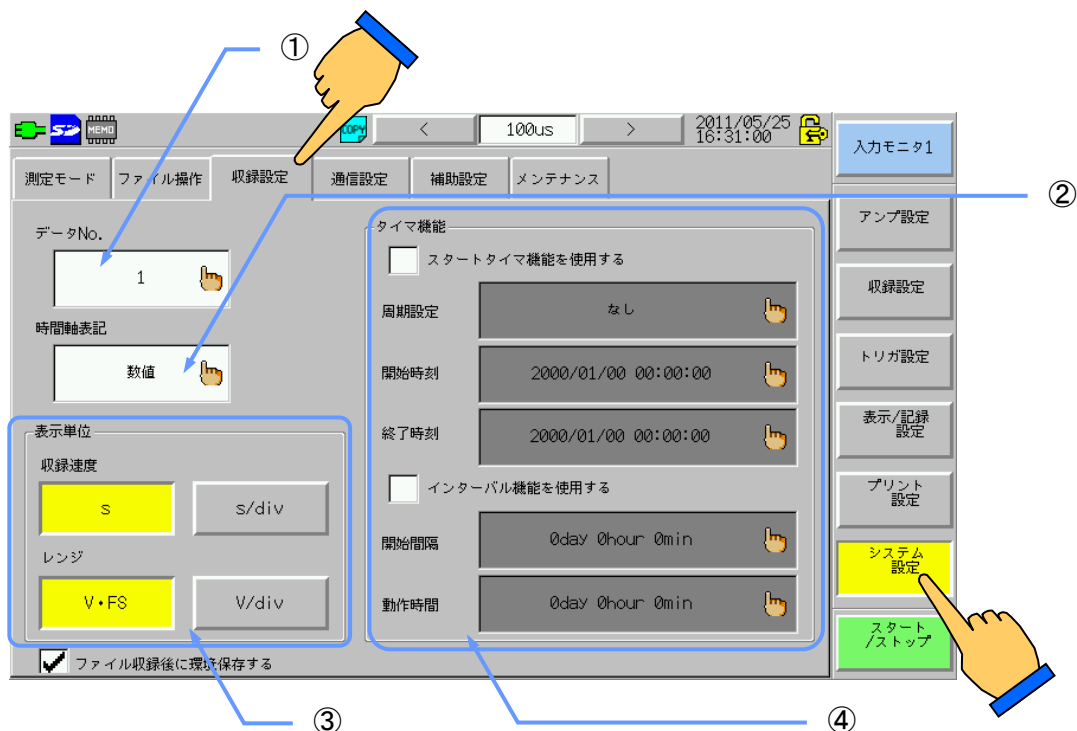 ①
SD
MEMO
COPY
<
100us
>
2011/05/25
16:31:00
入力モニタ1
測定モード
ファイル操作
収録設定
通信設定
補助設定
メンテナンス
②
データNo.
1
時間軸表記
数値
表示単位
収録速度
s
s/div
レンジ
V・FS
V/div
ファイル収録後に環境保存する
③
タイマ機能
スタートタイマ機能を使用する
周期設定
なし
開始時刻
2000/01/00 00:00:00
終了時刻
2000/01/00 00:00:00
インターバル機能を使用する
開始間隔
0day 0hour 0min
動作時間
0day 0hour 0min
④
アンプ設定
収録設定
トリガ設定
表示/記録
設定
プリント
設定
システム
設定
スタート
/ストップ